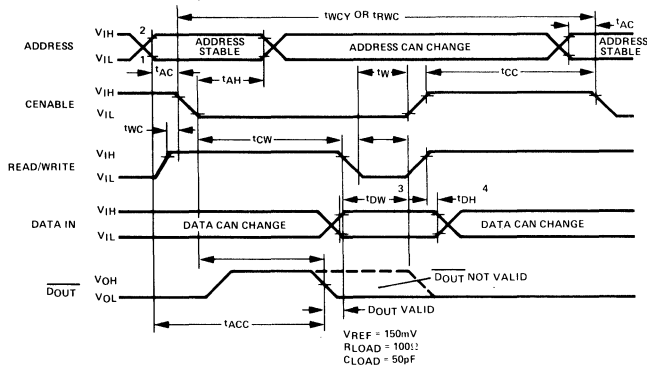 tWCY OR tRWC
tAC
ADDRESS
VIH
2
ADDRESS STABLE
ADDRESS CAN CHANGE
ADDRESS STABLE
VIL
1
tAC
tAH
tW
tCC
CENABLE
VIH
VIL
tWC
tCW
READ/WRITE
VIH
VIL
tDW
3
tDH
4
DATA IN
VIH
DATA CAN CHANGE
DATA CAN CHANGE
VIL
DOUT
VOH
DOUT NOT VALID
VOL
DOUT VALID
tACC
VREF = 150mV
RLOAD = 100Ω
CLOAD = 50pF